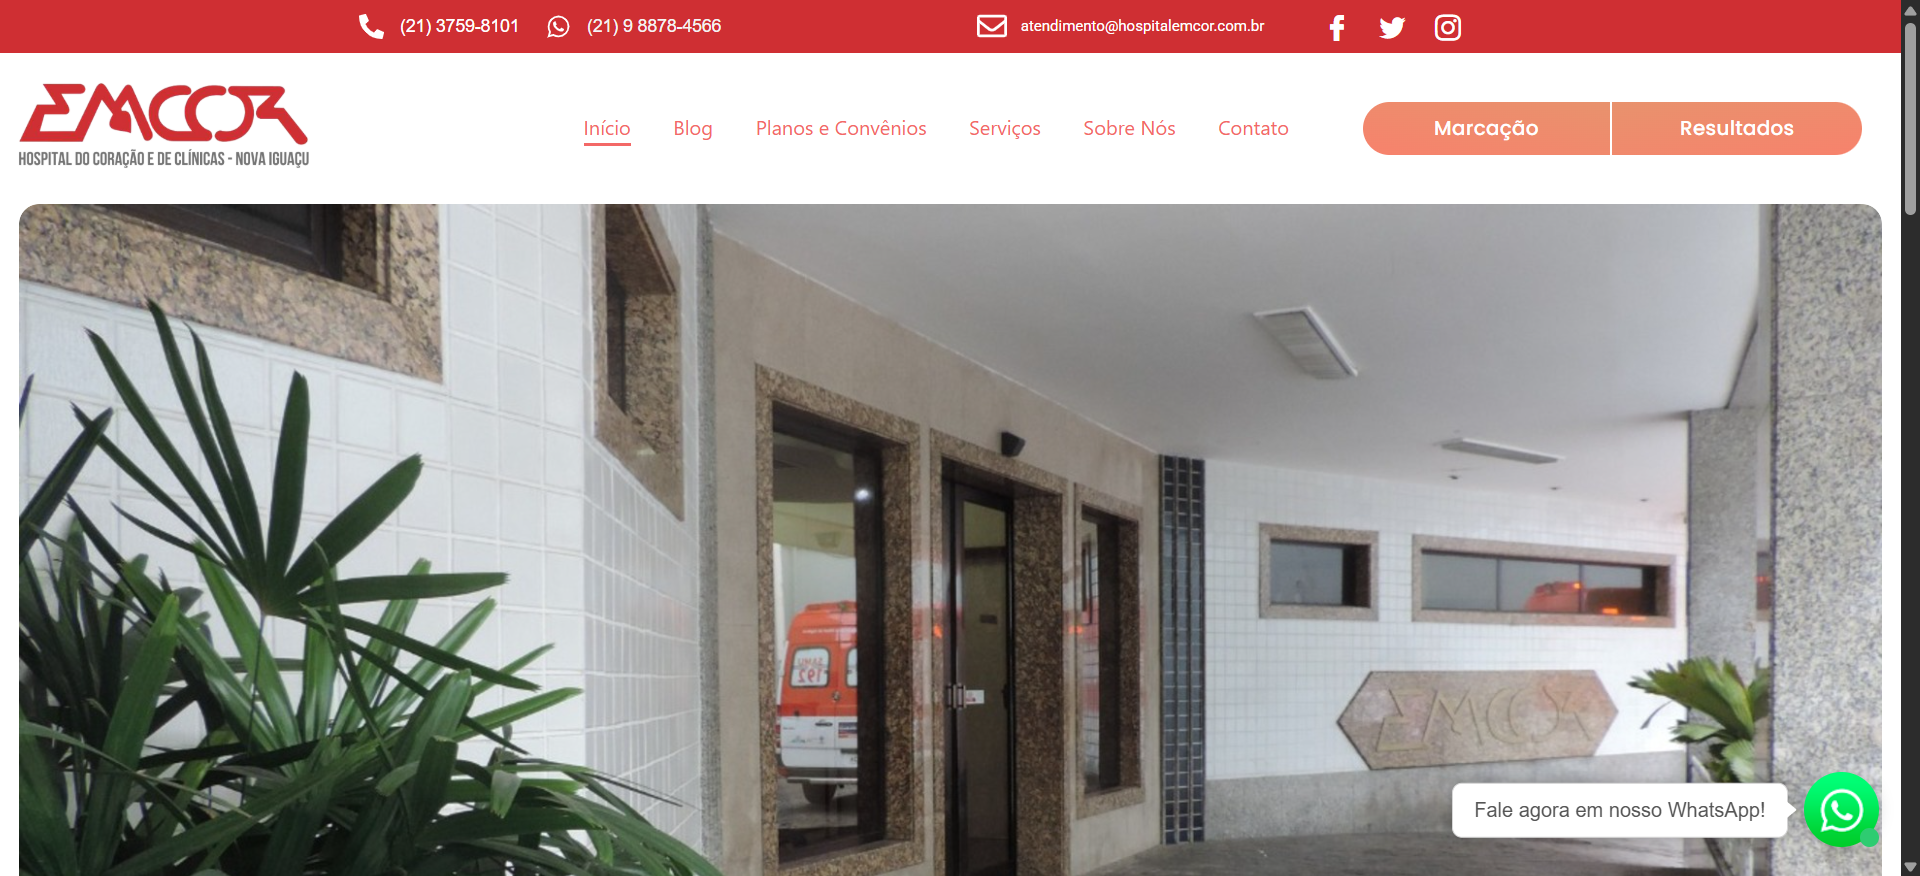 (21) 3759-8101
(21) 9 8878-4566
atendimento@hospitalemcor.com.br
EMCOR
HOSPITAL DO CORAÇÃO E DE CLÍNICAS - NOVA IGUAÇU
Início
Blog
Planos e Convênios
Serviços
Sobre Nós
Contato
Marcação
Resultados
SAMU
192
EMCOR
Fale agora em nosso WhatsApp!